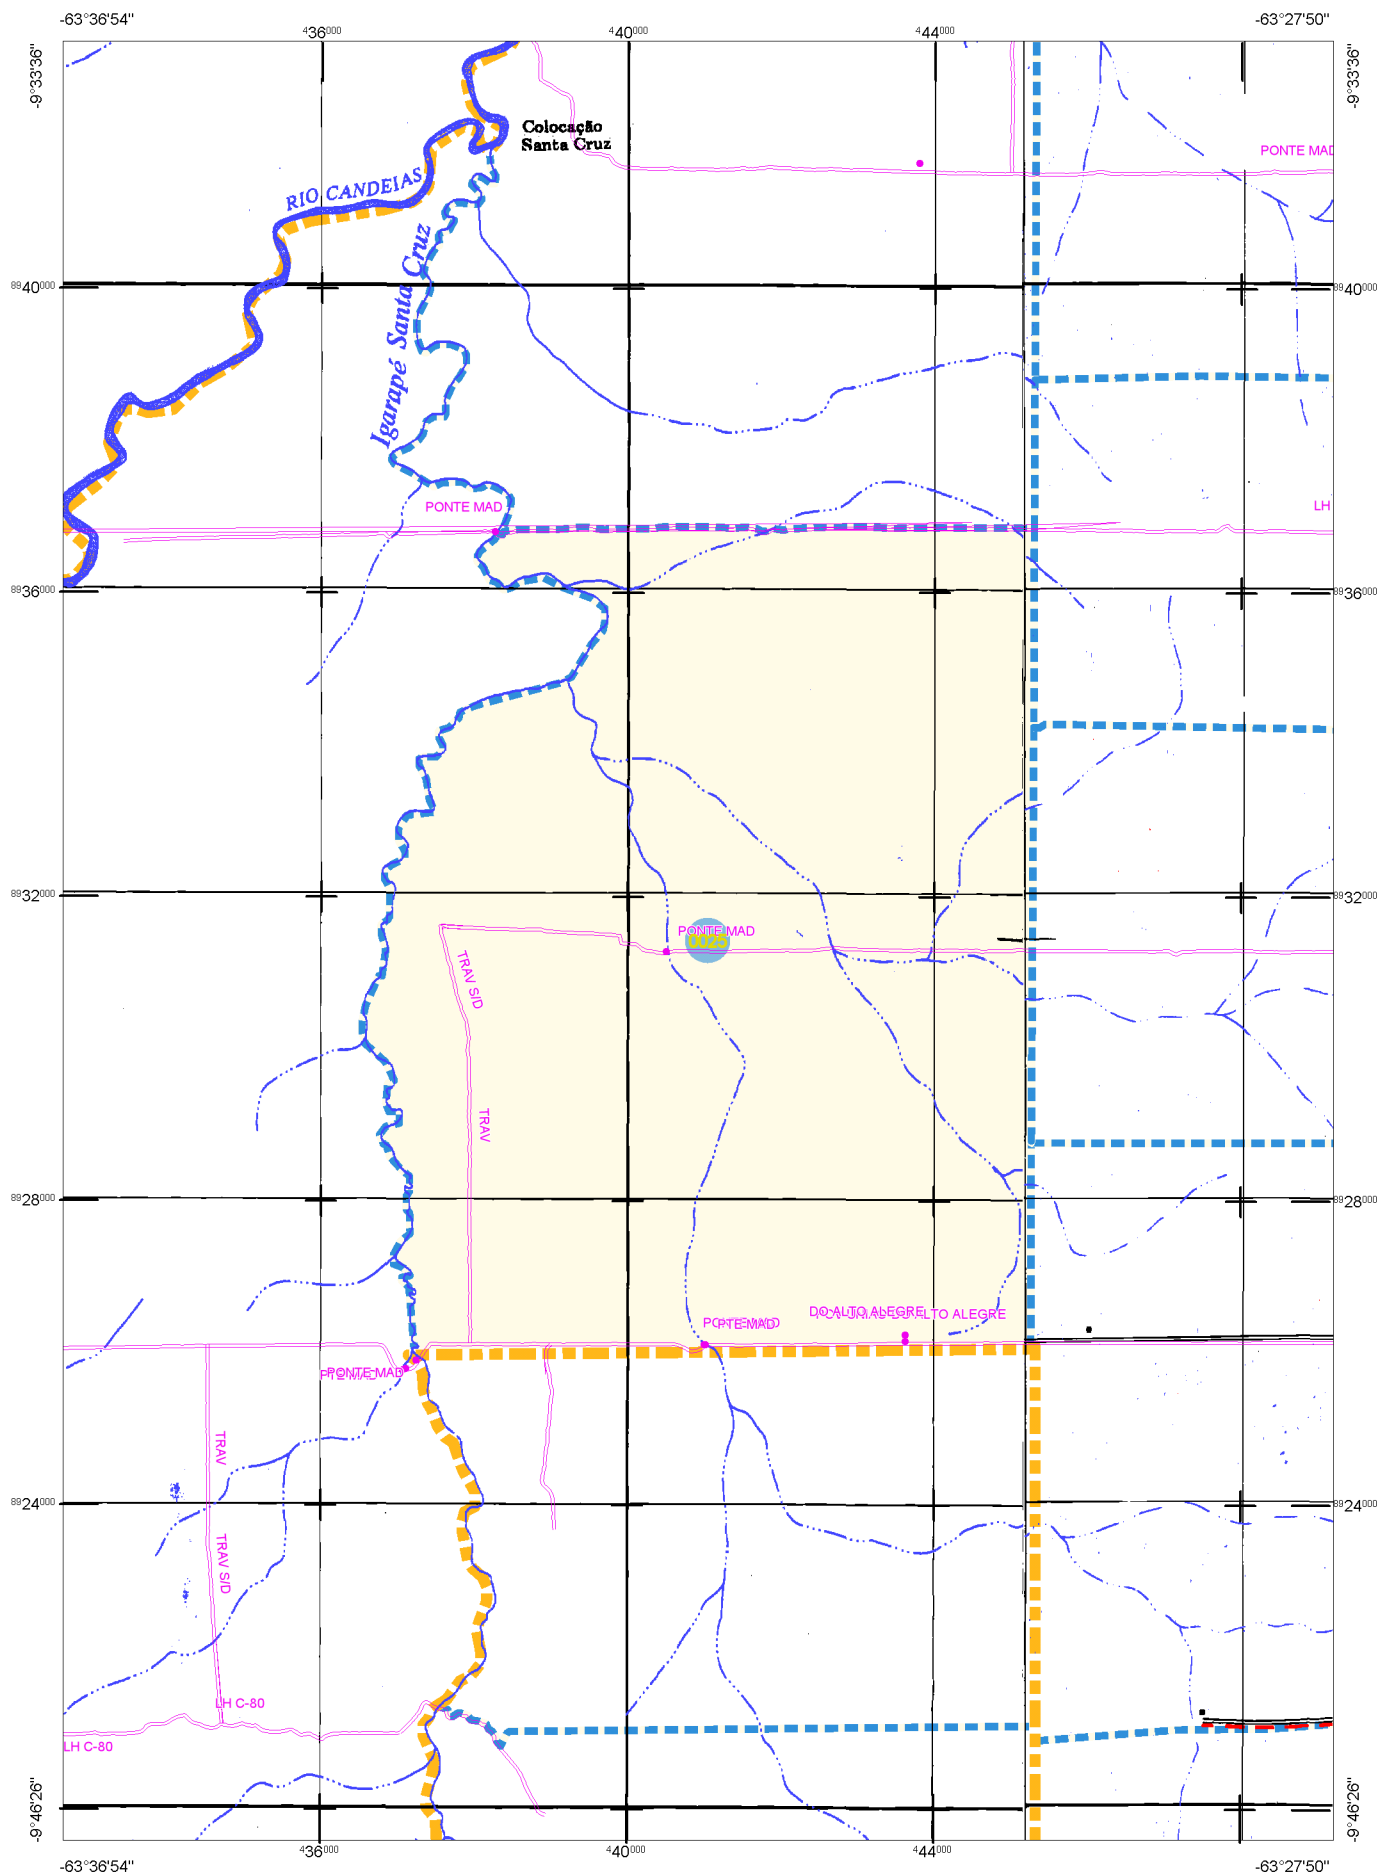 -63°36'54"
-63°27'50"
436000
440000
444000
-9°33'36"
-9°33'36"
Colocação
Santa Cruz
PONTE MAD
RIO CANDEIAS
Igarapé Santa Cruz
8940000
8940000
PONTE MAD
LH
8936000
8936000
8932000
8932000
PONTE MAD
0025
TRAV S/D
TRAV
8928000
8928000
DO ALTO ALEGRE
LTO ALEGRE
PTE MAD
PONTE MAD
TRAV
8924000
8924000
TRAV S/D
LH C-80
LH C-80
-9°46'26"
-9°46'26"
436000
440000
444000
-63°36'54"
-63°27'50"